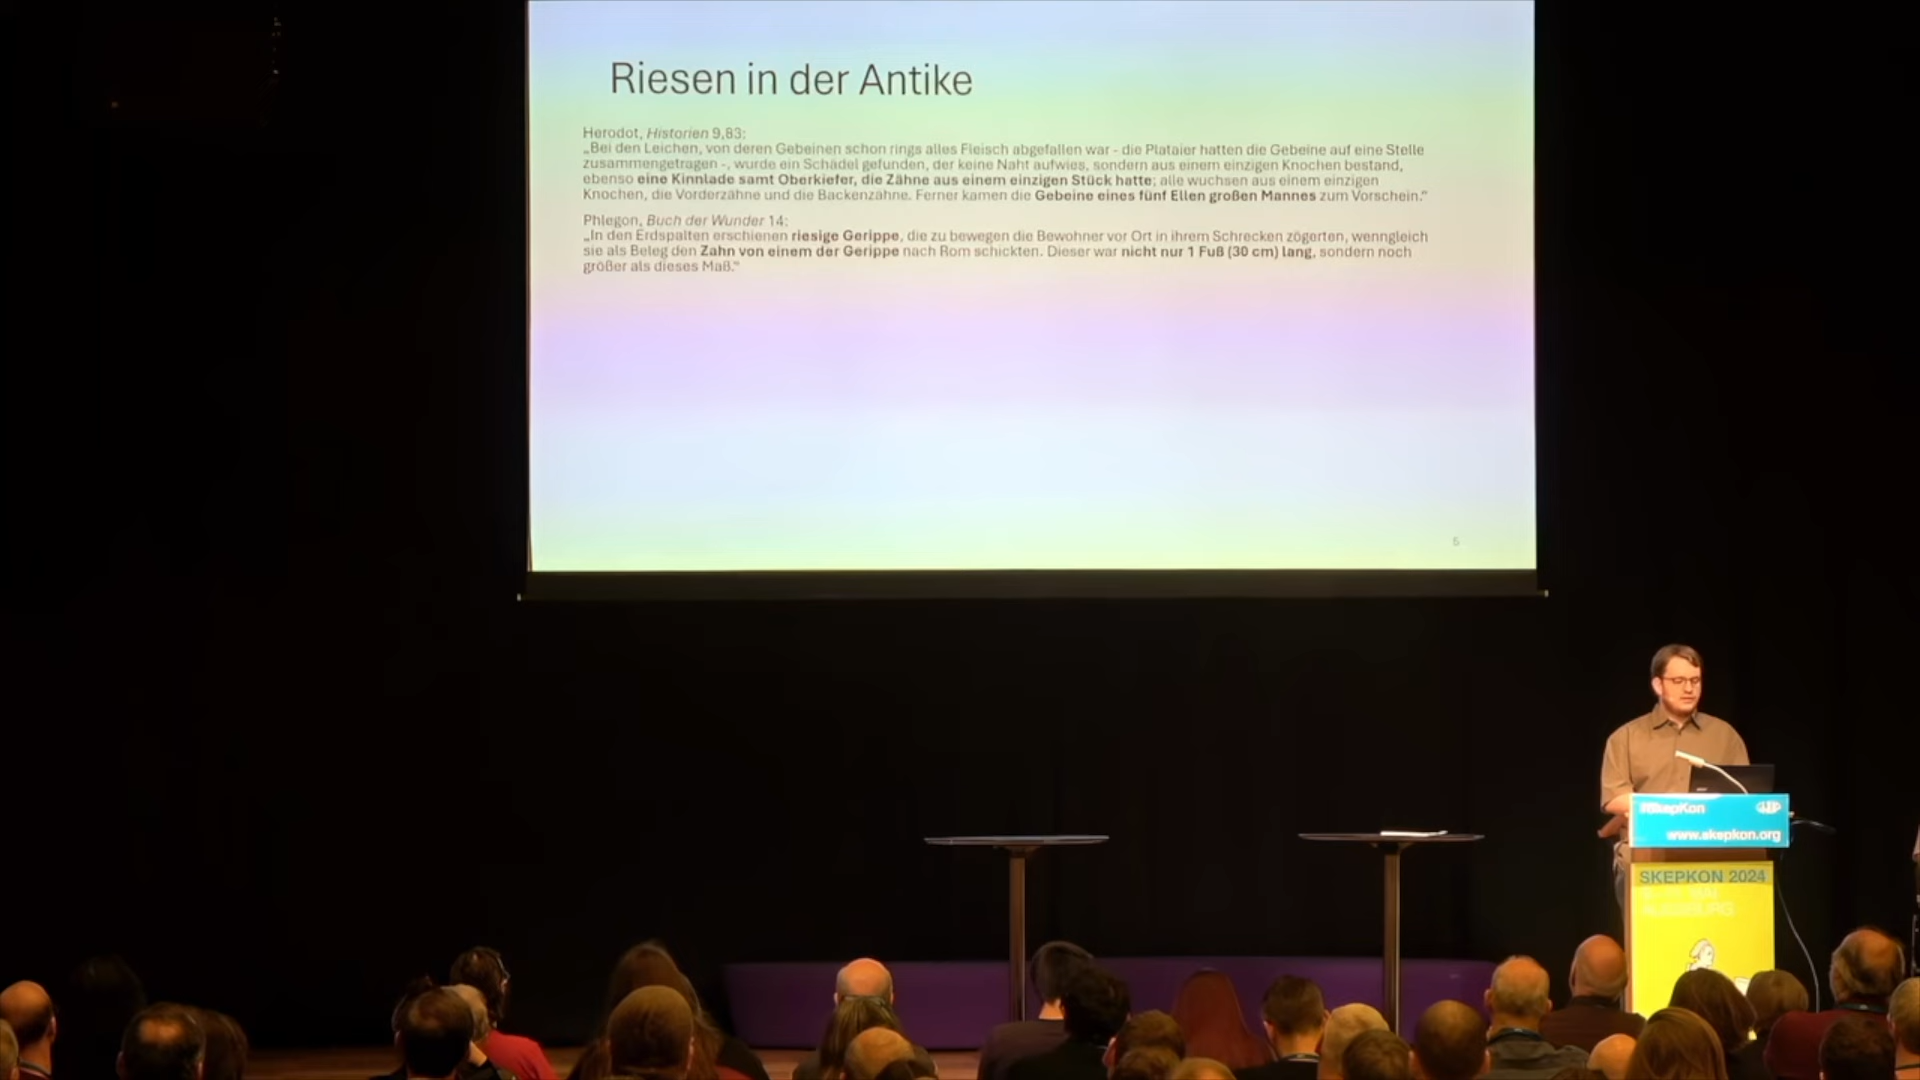 Riesen in der Antike
Herodot, Historien 9,83:
„Bei den Leichen, von deren Gebeinen schon rings alles Fleisch abgefallen war - die Plataier hatten die Gebeine auf eine Stelle
zusammengetragen -, wurde ein Schädel gefunden, der keine Naht aufwies, sondern aus einem einzigen Knochen bestand,
ebenso eine Kinnlade samt Oberkiefer, die Zähne aus einem einzigen Stück hatte; alle wuchsen aus einem einzigen
Knochen, die Vorderzähne und die Backenzähne. Ferner kamen die Gebeine eines fünf Ellen großen Mannes zum Vorschein.“
Phlegon, Buch der Wunder 14:
„In den Erdspalten erschienen riesige Gerippe, die zu bewegen die Bewohner vor Ort in ihrem Schrecken zögerten, wenngleich
sie als Beleg den Zahn von einem der Gerippe nach Rom schickten. Dieser war nicht nur 1 Fuß (30 cm) lang, sondern noch
größer als dieses Maß.“
5
#SkepKon
www.skepkon.org
SKEPKON 2024
AUGSBURG